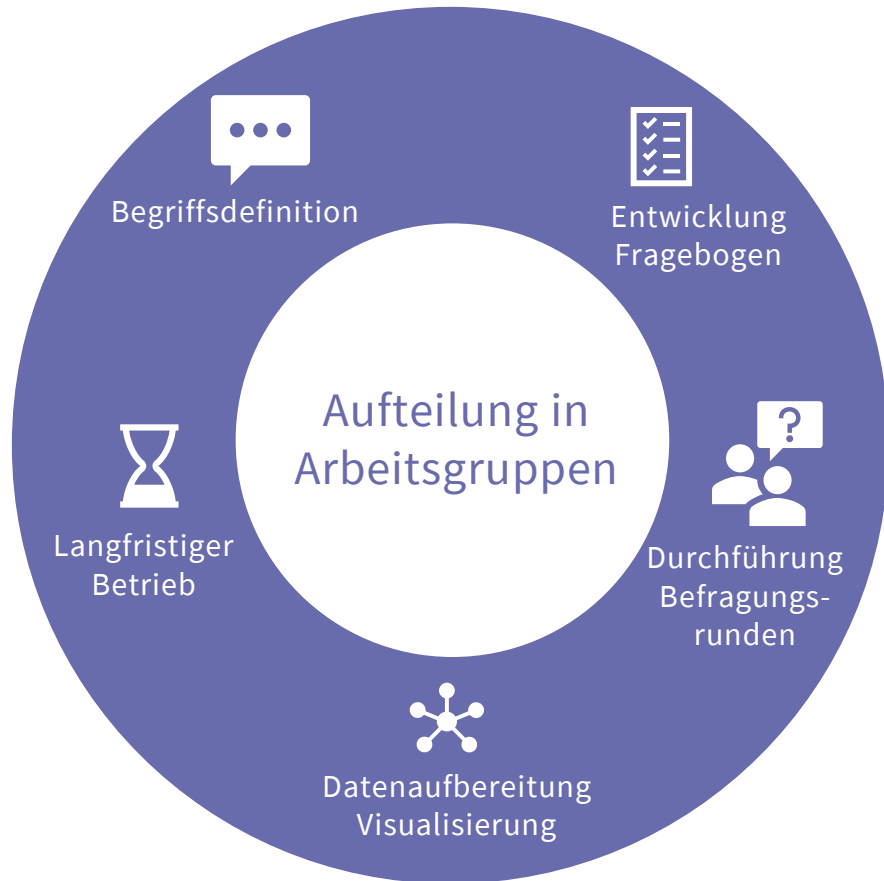 Begriffsdefinition
Entwicklung
Fragebogen
Aufteilung in
Arbeitsgruppen
?
Durchführung
Befragungs-
runden
Langfristiger
Betrieb
Datenaufbereitung
Visualisierung